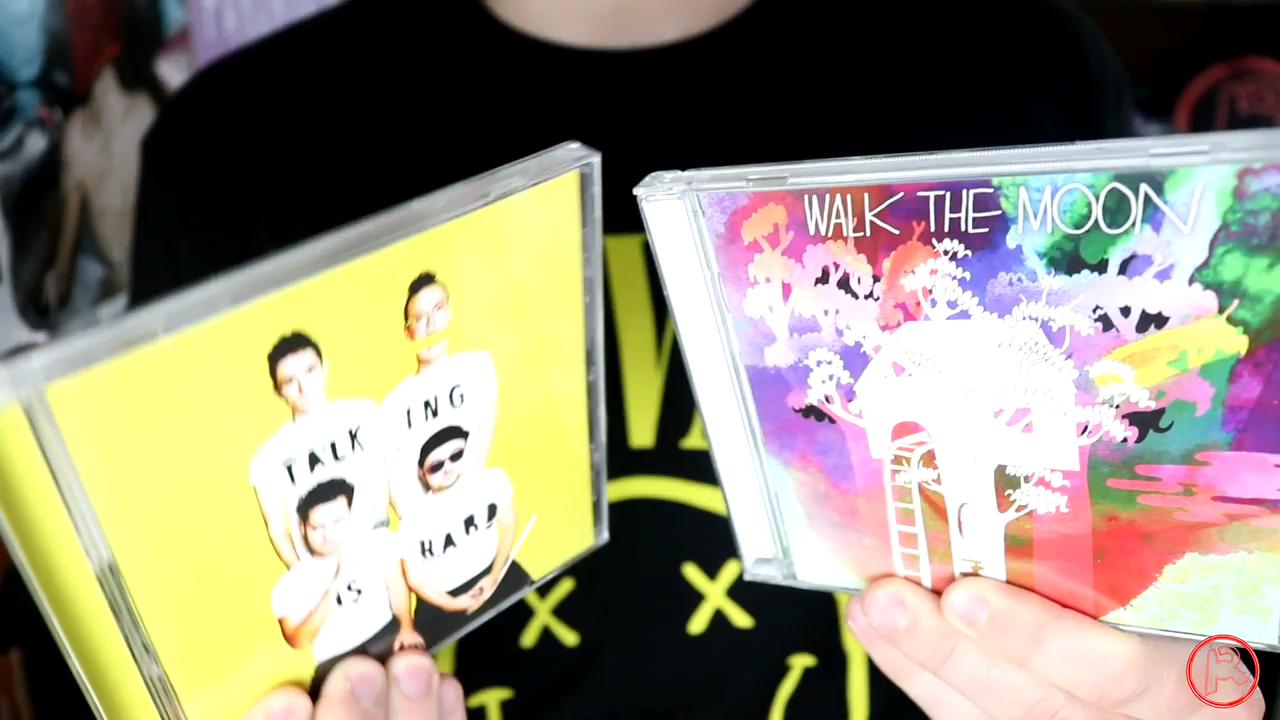 WALK THE MOON
TALK
ING
IS
HARD